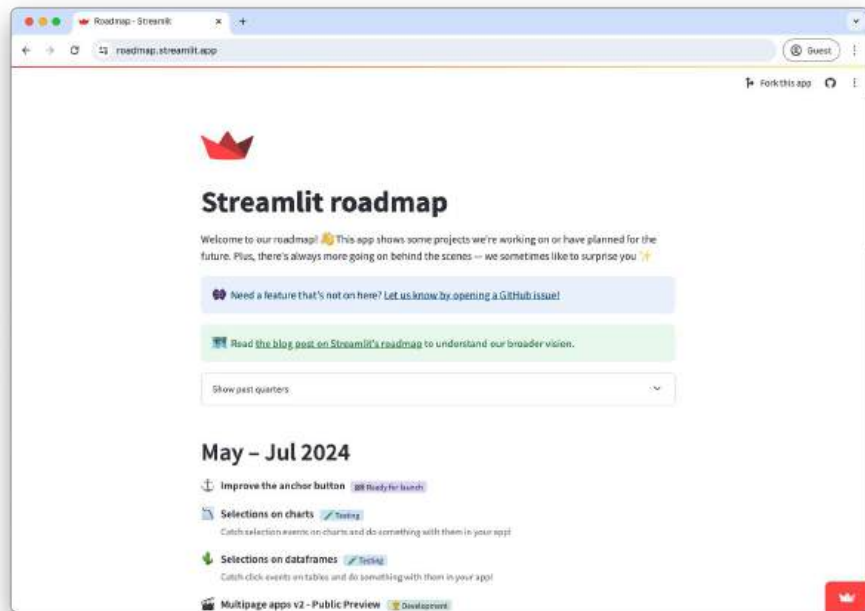 Roadmap - Streamlit
roadmap.streamlit.app
Guest
Fork this app
Streamlit roadmap
Welcome to our roadmap! 👋 This app shows some projects we're working on or have planned for the
future. Plus, there's always more going on behind the scenes — we sometimes like to surprise you ✨
Need a feature that's not on here? Let us know by opening a GitHub issue!
Read the blog post on Streamlit's roadmap to understand our broader vision.
Show past quarters
May – Jul 2024
Improve the anchor button Ready for launch
Selections on charts Testing
Catch selection events on charts and do something with them in your app!
Selections on dataframes Testing
Catch click events on tables and do something with them in your app!
Multipage apps v2 - Public Preview Development